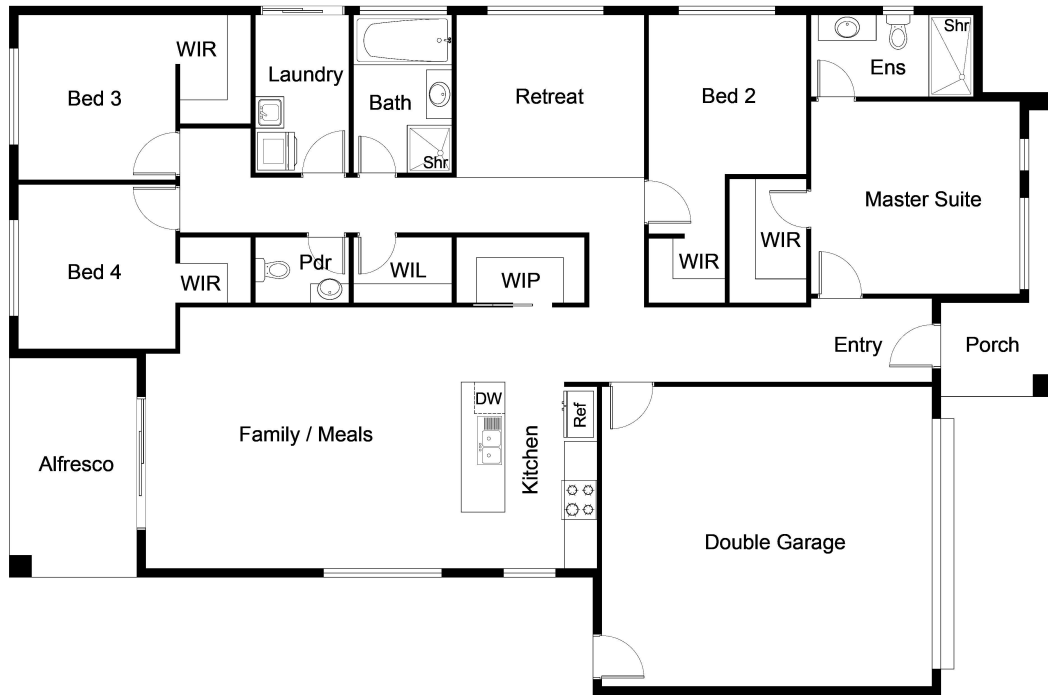 WIR
Bed 3
Laundry
Bath
Shr
Retreat
Bed 2
Ens
Shr
Master Suite
WIR
Bed 4
WIR
Pdr
WIL
WIP
WIR
Entry
Porch
Alfresco
Family / Meals
DW
Ref
Kitchen
Double Garage